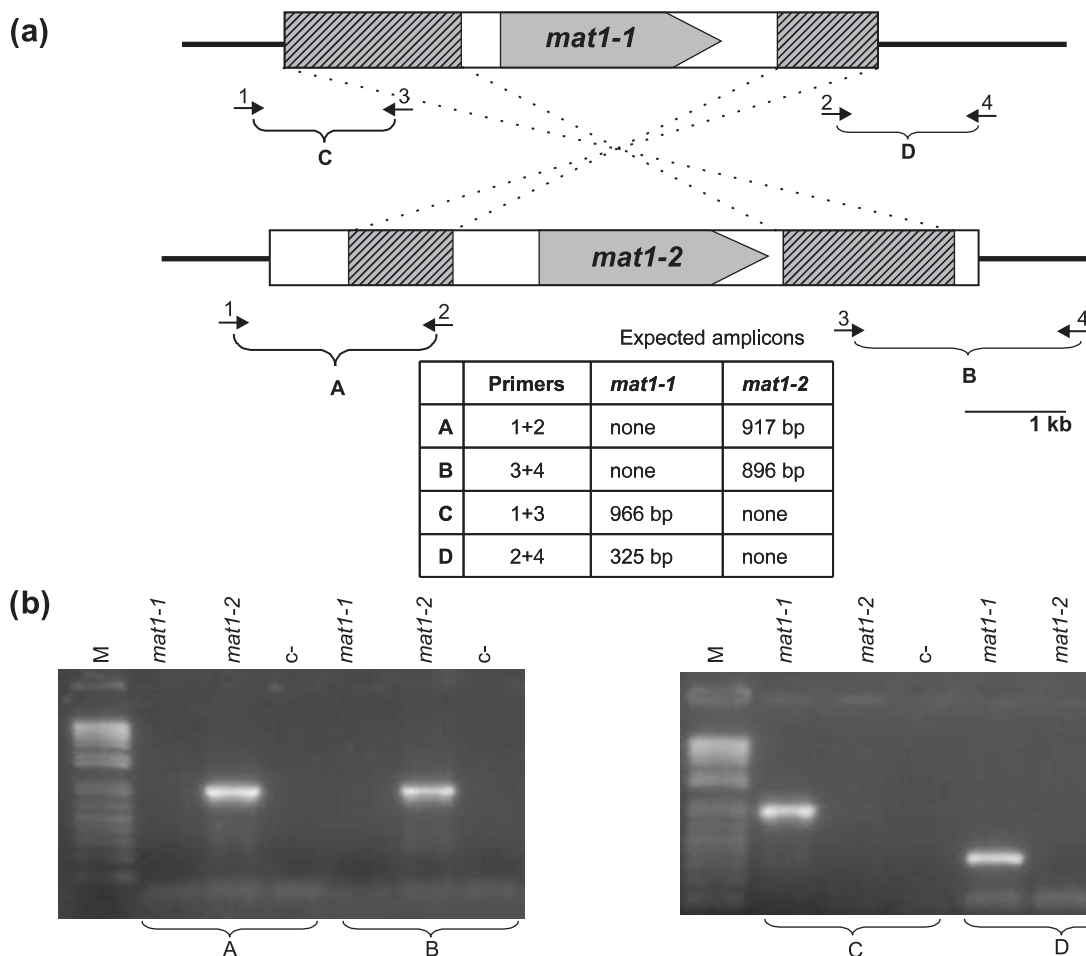 (a)
mat1-1
1 3 2 4
C D
mat1-2
1 2 3 4
A B
Expected amplicons
1 kb
Primers mat1-1 mat1-2
A 1+2 none 917 bp
B 3+4 none 896 bp
C 1+3 966 bp none
D 2+4 325 bp none
(b)
M mat1-1 mat1-2 c- mat1-1 mat1-2 c- M mat1-1 mat1-2 c- mat1-1 mat1-2
A B C D